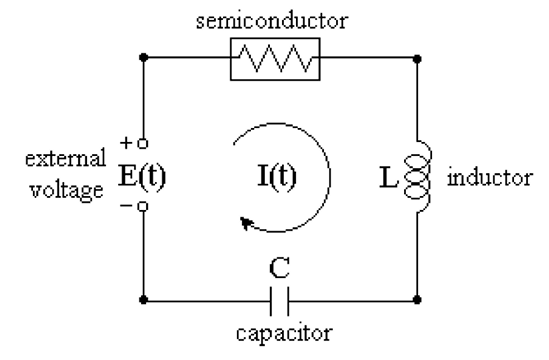 semiconductor
+
external
voltage
E(t)
−
I(t)
L
inductor
C
capacitor